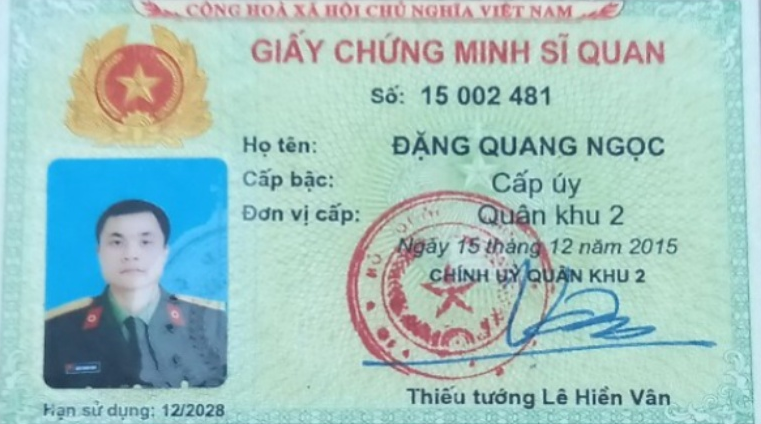 CỘNG HOÀ XÃ HỘI CHỦ NGHĨA VIỆT NAM
GIẤY CHỨNG MINH SĨ QUAN
Số: 15 002 481
Họ tên: ĐẶNG QUANG NGỌC
Cấp bậc: Cấp úy
Đơn vị cấp: Quân khu 2
Ngày 15 tháng 12 năm 2015
CHÍNH UỶ QUÂN KHU 2
Thiếu tướng Lê Hiền Vân
Hạn sử dụng: 12/2028